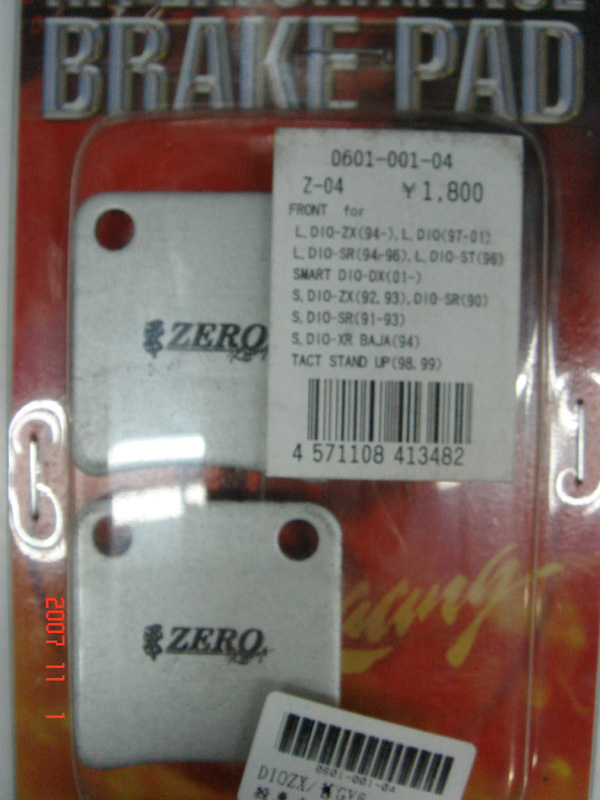 BRAKE PAD
0601-001-04
Z-04 ¥1,800
FRONT for
L.DIO-ZX(94-),L.DIO(97-01)
L.DIO-SR(94-96),L.DIO-ST(96)
SMART DIO-DX(01-)
S.DIO-ZX(92,93),DIO-SR(90)
S.DIO-SR(91-93)
S.DIO-XR BAJA(94)
TACT STAND UP(98,99)
4 571108 413482
ZERO
ZERO
2007 11 1
0601-001-04
DIOZX/